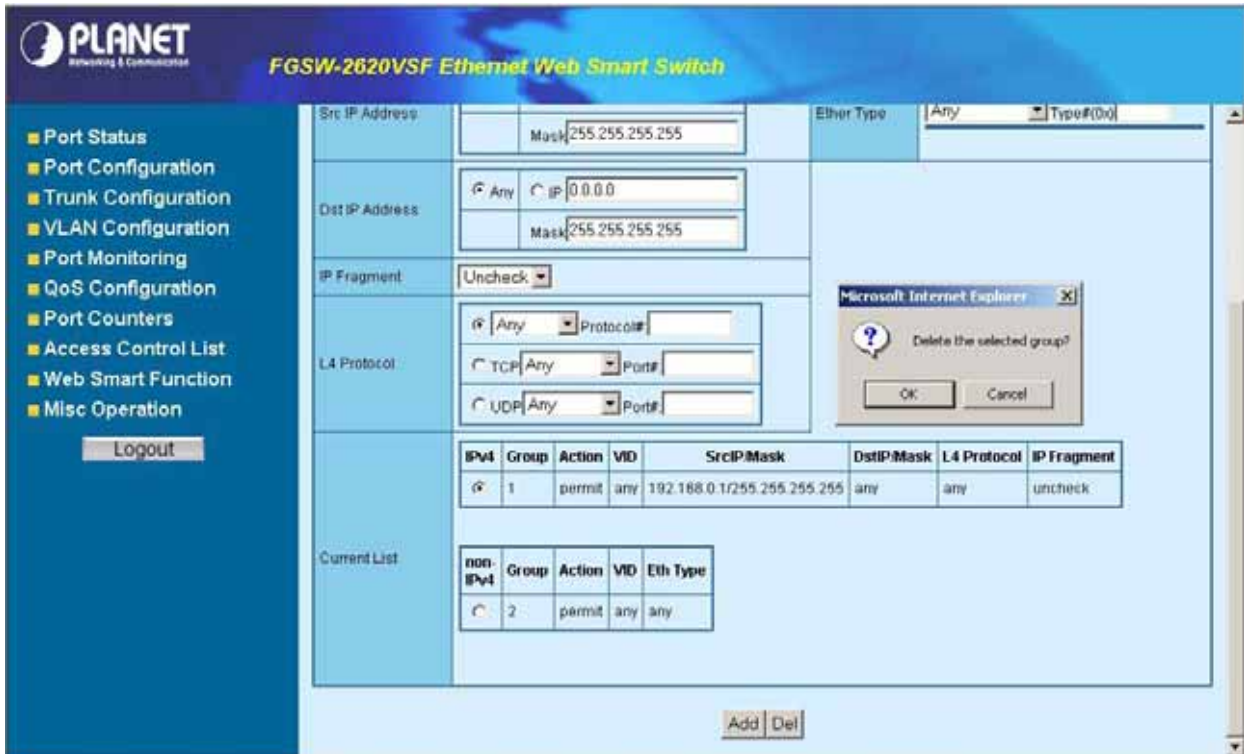 PLANET
Networking & Communication
FGSW-2620VSF Ethernet Web Smart Switch
Port Status
Port Configuration
Trunk Configuration
VLAN Configuration
Port Monitoring
QoS Configuration
Port Counters
Access Control List
Web Smart Function
Misc Operation
Logout
Src IP Address
Mask 255.255.255.255
Ether Type
Any Type#(0x)
Dst IP Address
Any IP 0.0.0.0
Mask 255.255.255.255
IP Fragment
Uncheck
L4 Protocol
Any Protocol#:
TCP Any Port#:
UDP Any Port#:
Microsoft Internet Explorer
Delete the selected group?
OK Cancel
Current List
IPv4 Group Action VID SrcIP/Mask DstIP/Mask L4 Protocol IP Fragment
1 permit any 192.168.0.1/255.255.255.255 any any uncheck
non-IPv4 Group Action VID Eth Type
2 permit any any
Add Del